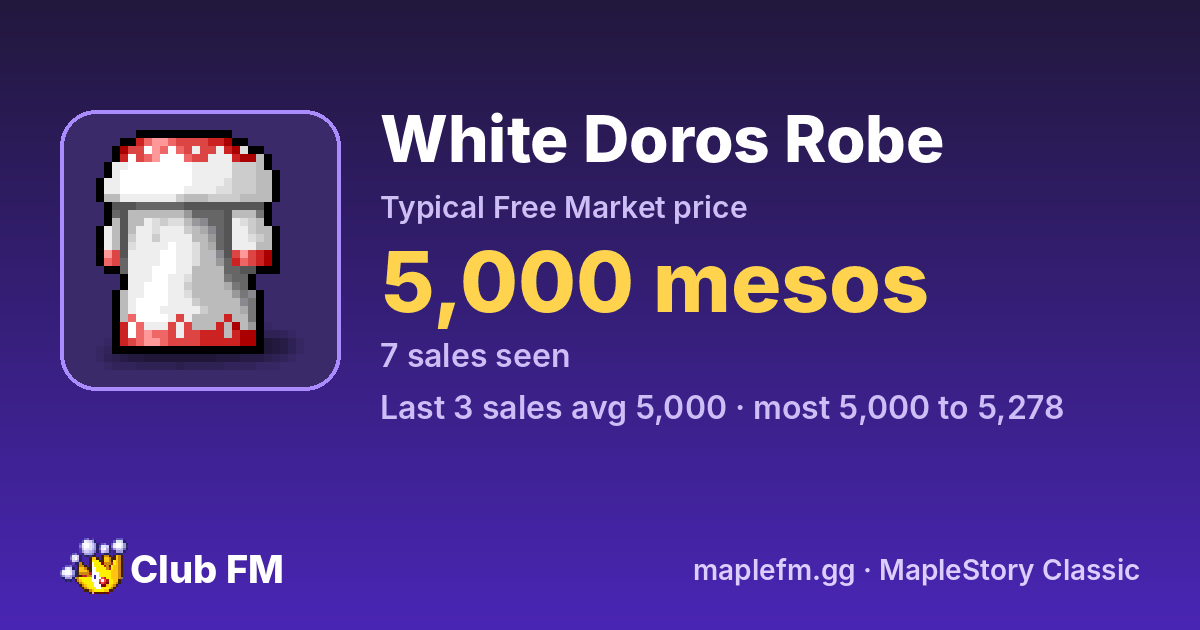 White Doros Robe
Typical Free Market price
5,000 mesos
7 sales seen
Last 3 sales avg 5,000 · most 5,000 to 5,278
Club FM
maplefm.gg · MapleStory Classic